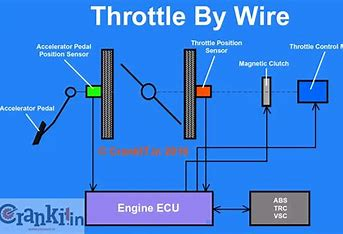 Throttle By Wire
Accelerator Pedal
Position Sensor
Throttle Position
Sensor
Throttle Control M
Magnetic Clutch
Accelerator Pedal
Engine ECU
ABS
TRC
VSC
Crankit.in